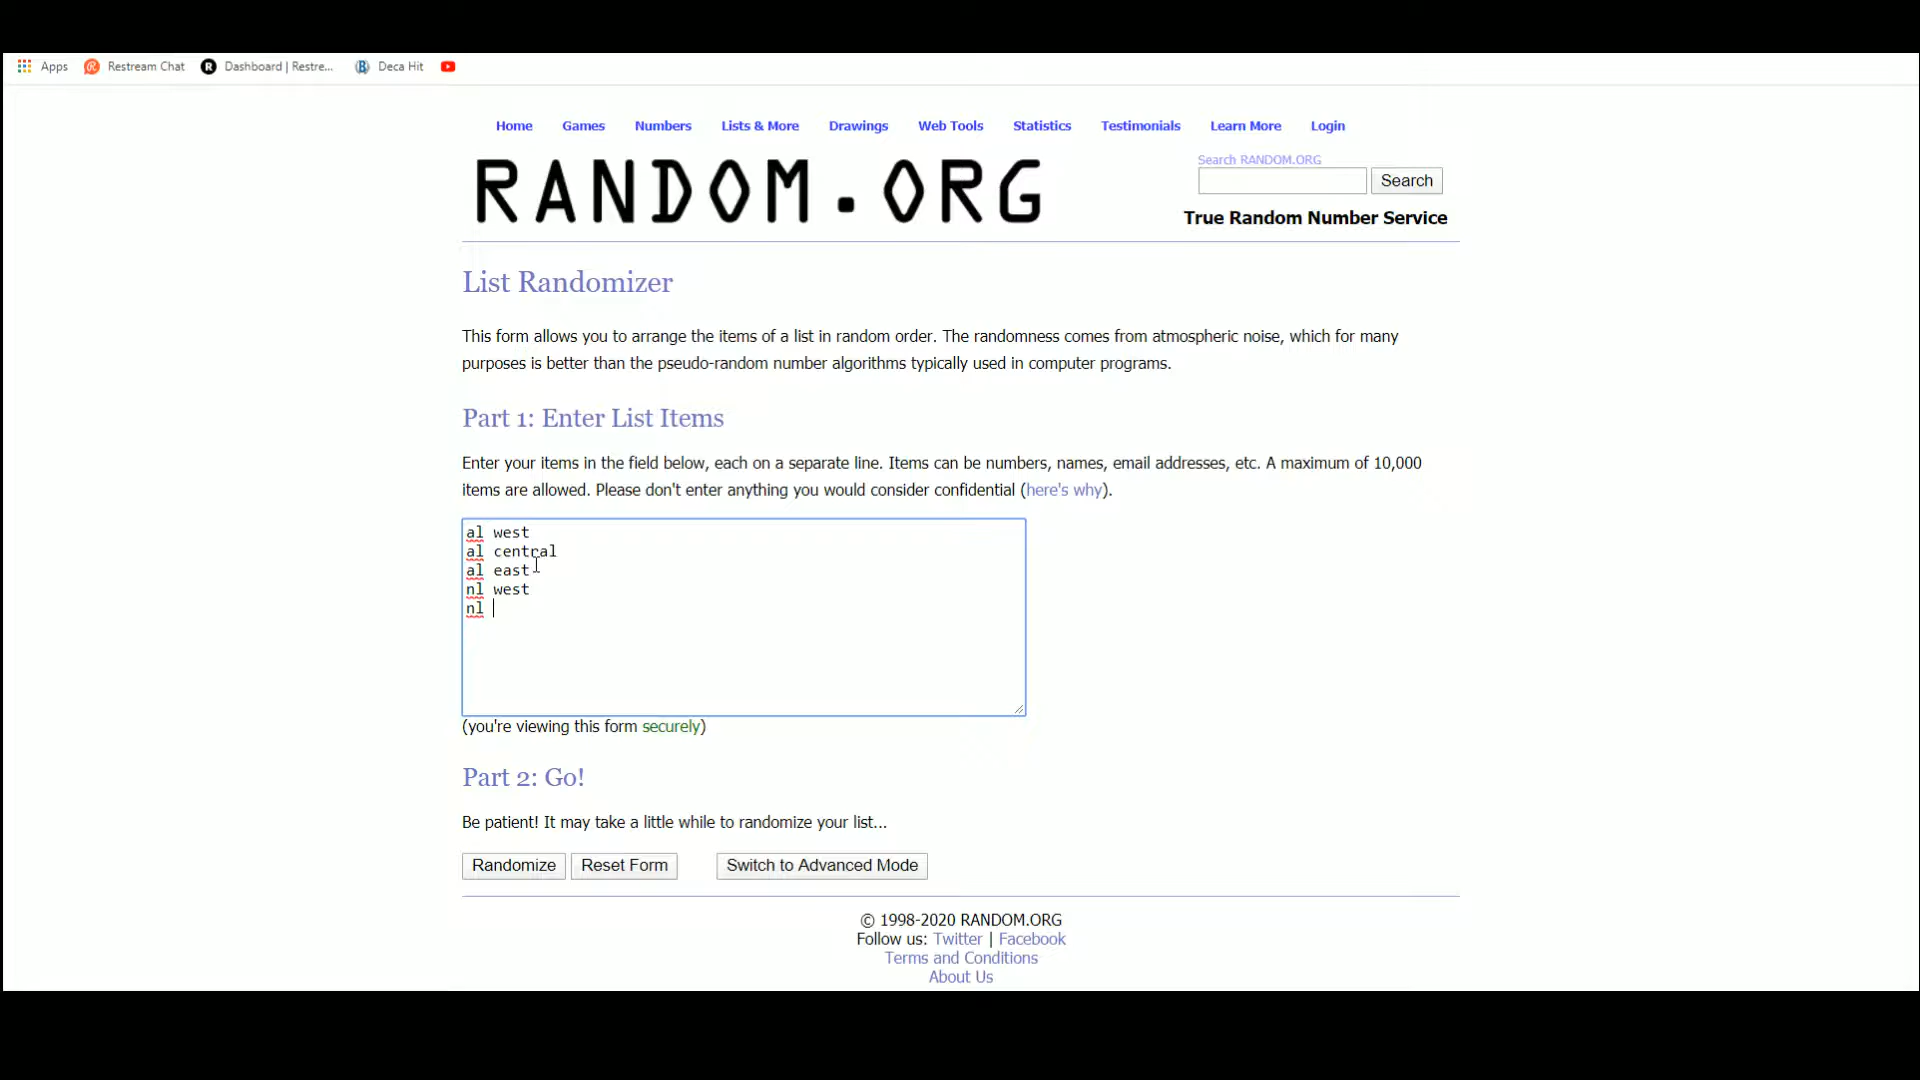 Apps Restream Chat Dashboard | Restre... Deca Hit
Home Games Numbers Lists & More Drawings Web Tools Statistics Testimonials Learn More Login
RANDOM.ORG
Search RANDOM.ORG
Search
True Random Number Service
List Randomizer
This form allows you to arrange the items of a list in random order. The randomness comes from atmospheric noise, which for many
purposes is better than the pseudo-random number algorithms typically used in computer programs.
Part 1: Enter List Items
Enter your items in the field below, each on a separate line. Items can be numbers, names, email addresses, etc. A maximum of 10,000
items are allowed. Please don't enter anything you would consider confidential (here's why).
al west
al central
al east
nl west
nl
(you're viewing this form securely)
Part 2: Go!
Be patient! It may take a little while to randomize your list...
Randomize Reset Form Switch to Advanced Mode
© 1998-2020 RANDOM.ORG
Follow us: Twitter | Facebook
Terms and Conditions
About Us